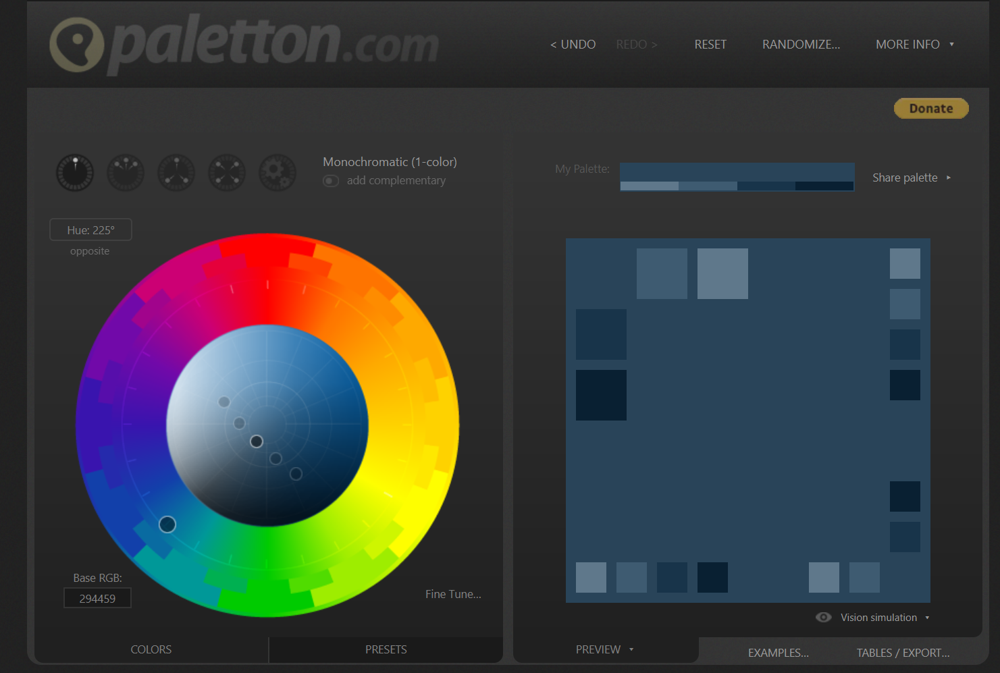 paletton.com
< UNDO REDO > RESET RANDOMIZE... MORE INFO ▾
Donate
Monochromatic (1-color)
add complementary
My Palette:
Share palette ▸
Hue: 225°
opposite
Base RGB:
294459
Fine Tune...
Vision simulation ▾
COLORS PRESETS PREVIEW ▾ EXAMPLES... TABLES / EXPORT...